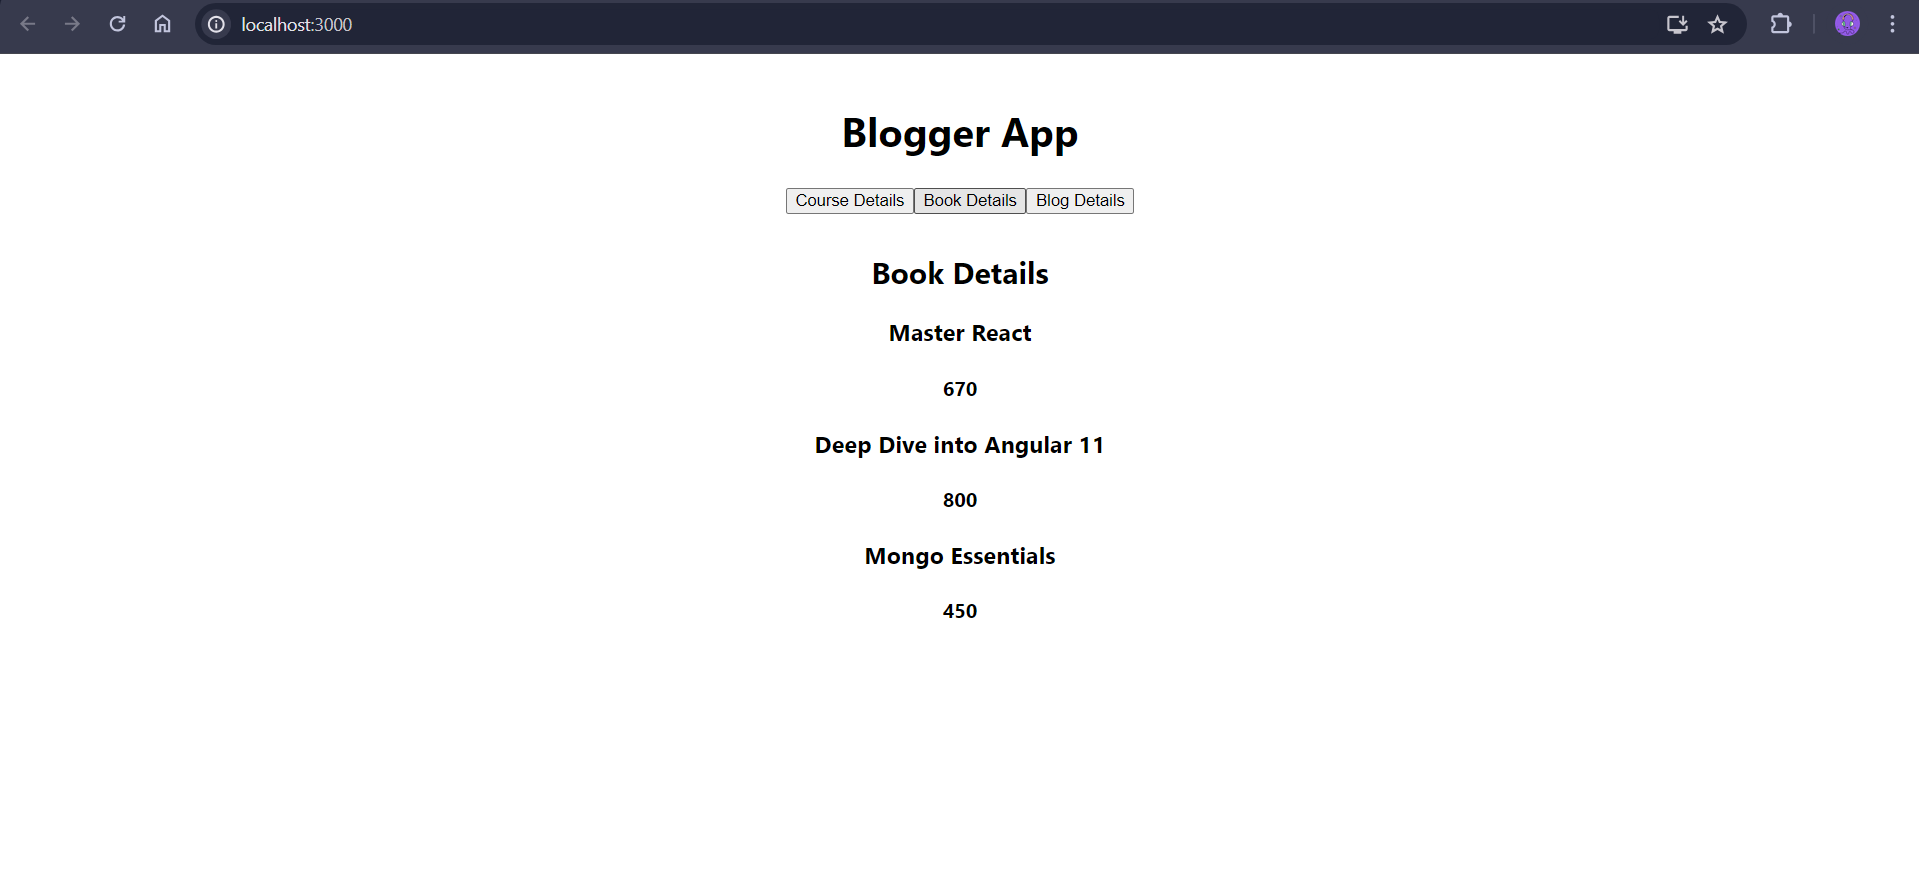 localhost:3000
Blogger App
Course Details Book Details Blog Details
Book Details
Master React
670
Deep Dive into Angular 11
800
Mongo Essentials
450